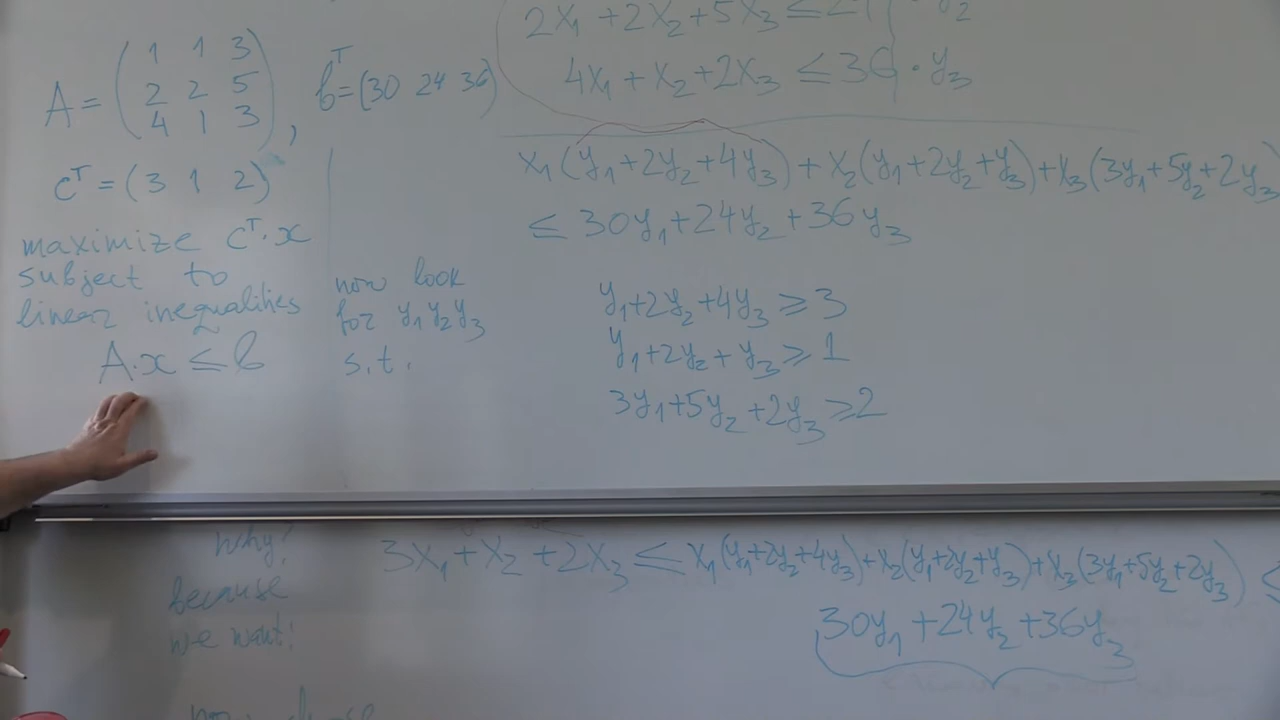 A = ( 1 1 3
2 2 5
4 1 3 ) , b^T = (30 24 36)
c^T = (3 1 2)
maximize c^T · x
subject to
linear inequalities
A·x ≤ b
2x₁ + 2x₂ + 5x₃ ≤ 24 · y₂
4x₁ + x₂ + 2x₃ ≤ 36 · y₃
x₁(y₁+2y₂+4y₃) + x₂(y₁+2y₂+y₃) + x₃(3y₁+5y₂+2y₃)
≤ 30y₁+24y₂+36y₃
now look
for y₁ y₂ y₃
s.t.
y₁+2y₂+4y₃ ≥ 3
y₁+2y₂+y₃ ≥ 1
3y₁+5y₂+2y₃ ≥ 2
why?
because
we want:
3x₁ + x₂ + 2x₃ ≤ x₁(y₁+2y₂+4y₃)+x₂(y₁+2y₂+y₃)+x₃(3y₁+5y₂+2y₃) ≤
30y₁+24y₂+36y₃